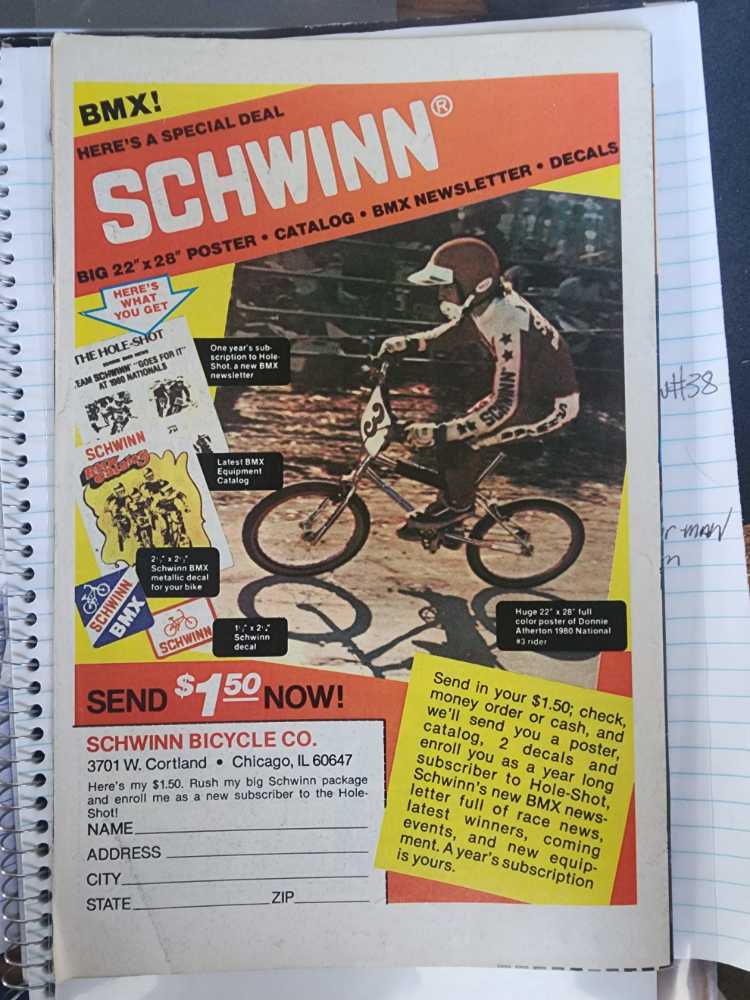 BMX!
HERE'S A SPECIAL DEAL
SCHWINN®
BIG 22" x 28" POSTER • CATALOG • BMX NEWSLETTER • DECALS
HERE'S
WHAT
YOU GET
THE HOLE-SHOT
TEAM SCHWINN "GOES FOR IT"
AT 1980 NATIONALS
One year's sub-
scription to Hole-
Shot, a new BMX
newsletter
SCHWINN
Latest BMX
Equipment
Catalog
2½" x 2½"
Schwinn BMX
metallic decal
for your bike
SCHWINN
BMX
SCHWINN
Schwinn
decal
SCHWINN
3
Huge 22" x 28" full
color poster of Donnie
Atherton 1980 National
#3 rider
SEND $1.50 NOW!
SCHWINN BICYCLE CO.
3701 W. Cortland • Chicago, IL 60647
Here's my $1.50. Rush my big Schwinn package
and enroll me as a new subscriber to the Hole-
Shot!
NAME
ADDRESS
CITY
STATE ZIP
Send in your $1.50; check,
money order or cash, and
we'll send you a poster,
catalog, 2 decals and
enroll you as a year long
subscriber to Hole-Shot,
Schwinn's new BMX news-
letter full of race news,
latest winners, coming
events, and new equip-
ment. A year's subscription
is yours.
#38